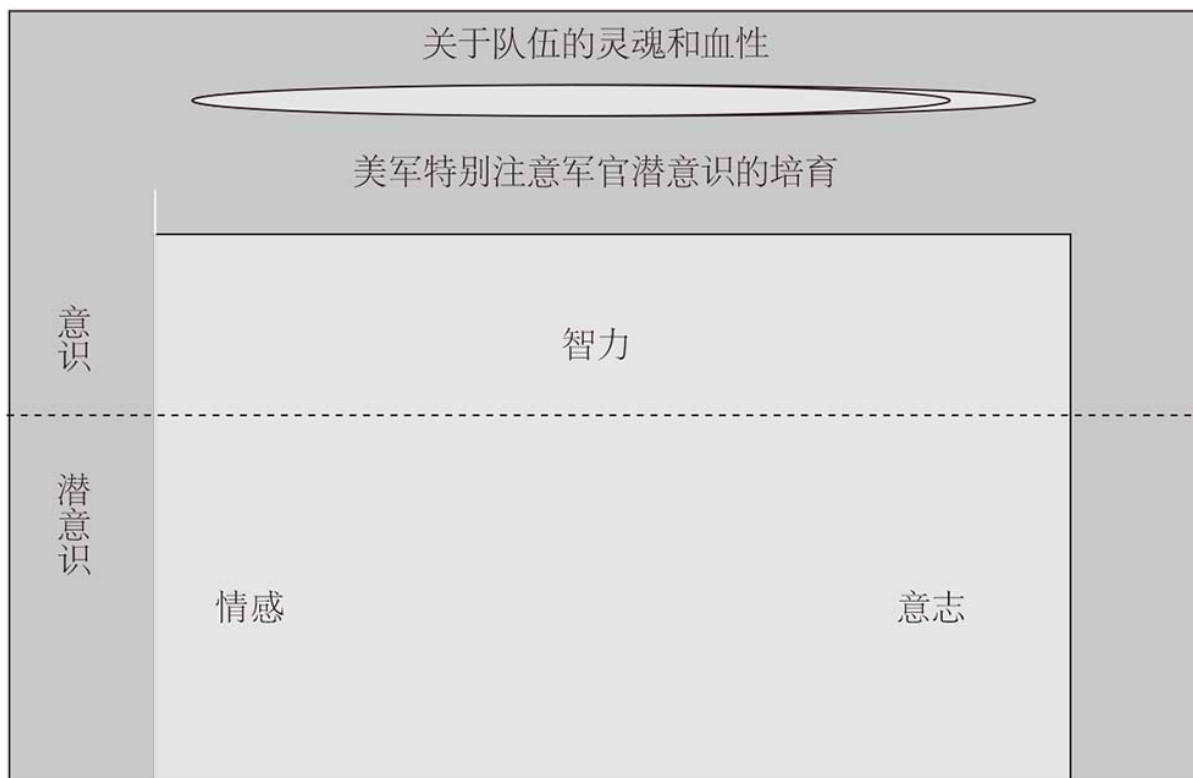 关于队伍的灵魂和血性
美军特别注意军官潜意识的培育
意识
智力
潜意识
情感
意志